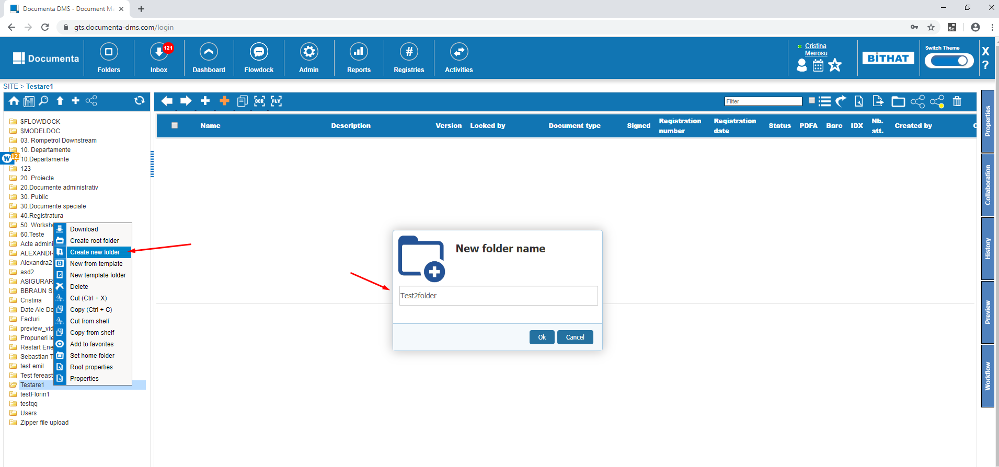 Documenta DMS - Document Ma
gts.documenta-dms.com/login
Se
Documenta
Folders
121
Inbox
Dashboard
Flowdock
Admin
Reports
#
Registries
Activities
Cristina
Meirosu
BITHAT
Switch Theme
X
?
SITE > Testare1
OCR
FLY
Filter
Name
Description
Version
Locked by
Document type
Signed
Registration
number
Registration
date
Status
PDFA
Barc
IDX
Nb.
att.
Created by
$FLOWDOCK
$MODELDOC
03. Rompetrol Downstream
10. Departamente
W
121
10.Departamente
123
20. Proiecte
20.Documente administrativ
30. Public
30.Documente speciale
40.Registratura
50. Worksho
60.Teste
Acte admini
ALEXANDR
Alexandra2
asd2
ASIGURAR
BBRAUN S
Cristina
Date Ale Do
Facturi
preview_vid
Propuneri le
Restart Ene
Sebastian T
test emil
Test fereast
Testare1
testFlorin1
testqq
Users
Zipper file upload
Download
Create root folder
Create new folder
New from template
New template folder
Delete
Cut (Ctrl + X)
Copy (Ctrl + C)
Cut from shelf
Copy from shelf
Add to favorites
Set home folder
Root properties
Properties
New folder name
Test2folder
Ok
Cancel
Properties
Collaboration
History
Preview
Workflow